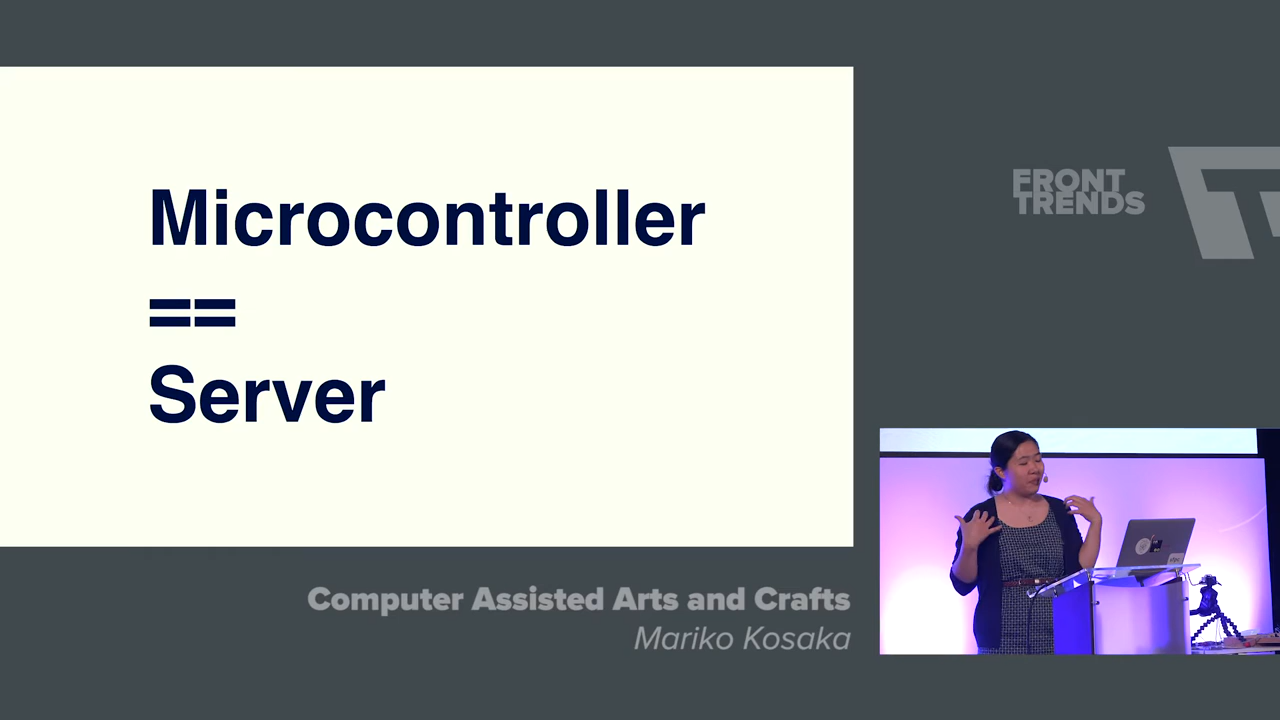 Microcontroller
==
Server
FRONT
TRENDS
Computer Assisted Arts and Crafts
Mariko Kosaka